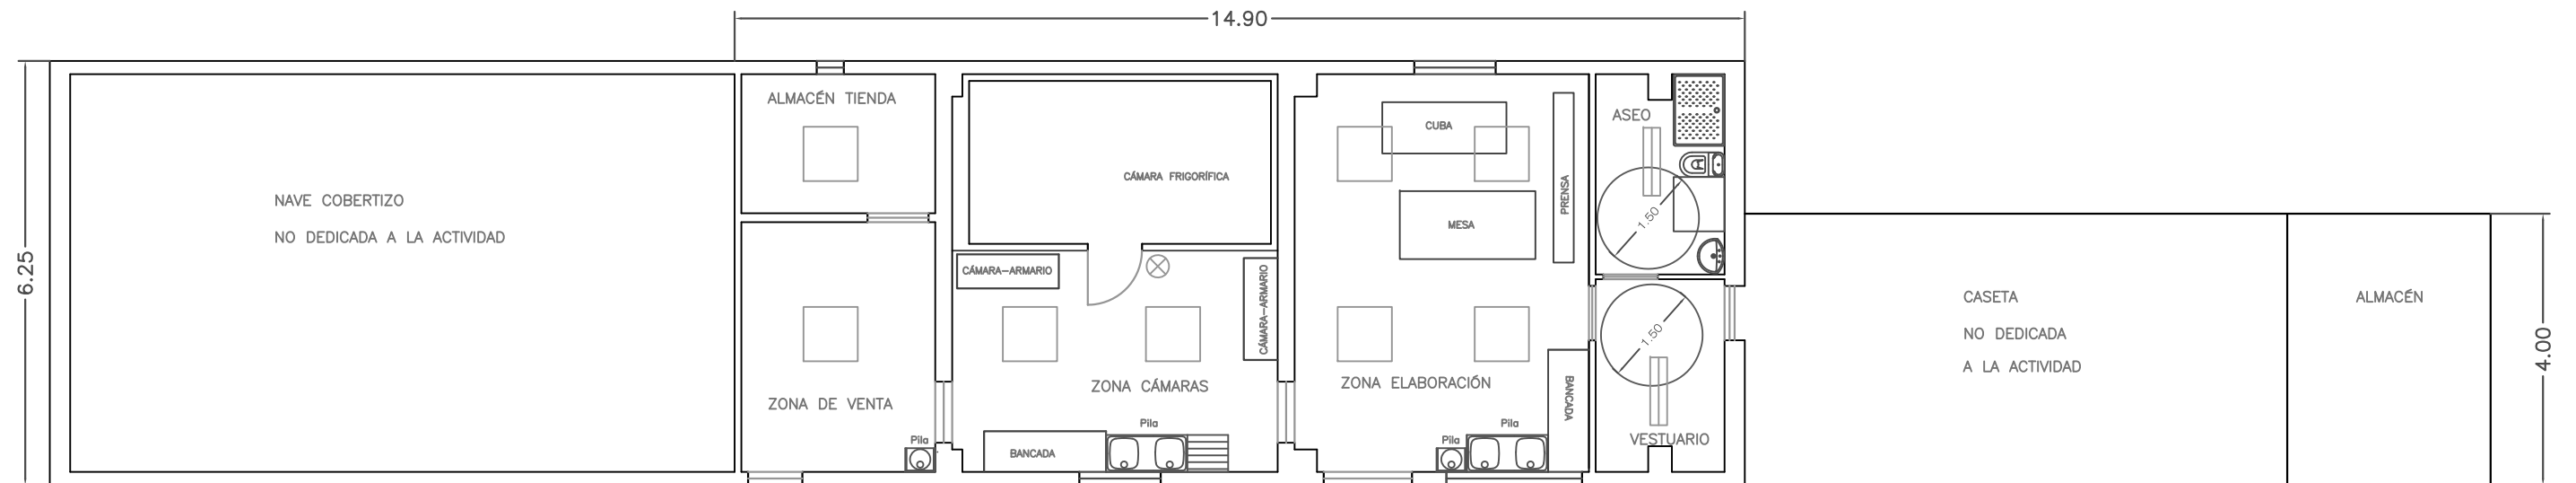 14.90
6.25
NAVE COBERTIZO
NO DEDICADA A LA ACTIVIDAD
ALMACÉN TIENDA
ZONA DE VENTA
Pila
CÁMARA FRIGORÍFICA
CÁMARA-ARMARIO
CÁMARA-ARMARIO
ZONA CÁMARAS
BANCADA
Pila
CUBA
MESA
PRENSA
ZONA ELABORACIÓN
Pila
Pila
BANCADA
ASEO
1.50
1.50
VESTUARIO
CASETA
NO DEDICADA
A LA ACTIVIDAD
ALMACÉN
4.00